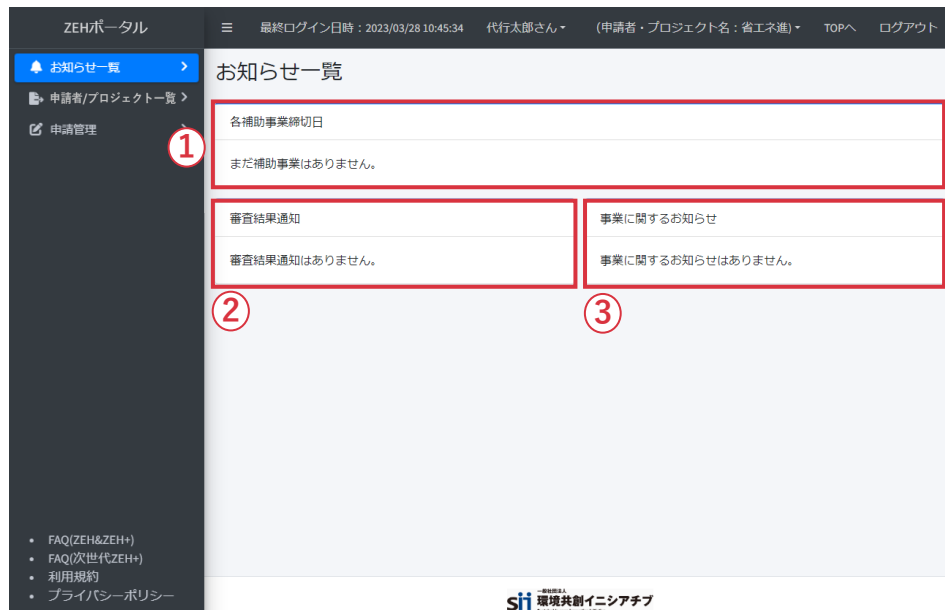 ZEHポータル
最終ログイン日時：2023/03/28 10:45:34 代行太郎さん （申請者・プロジェクト名：省エネ進） TOPへ ログアウト
お知らせ一覧
申請者/プロジェクト一覧
申請管理
お知らせ一覧
①
各補助事業締切日
まだ補助事業はありません。
審査結果通知
審査結果通知はありません。
②
事業に関するお知らせ
事業に関するお知らせはありません。
③
FAQ(ZEH&ZEH+)
FAQ(次世代ZEH+)
利用規約
プライバシーポリシー
一般社団法人
sii 環境共創イニシアチブ